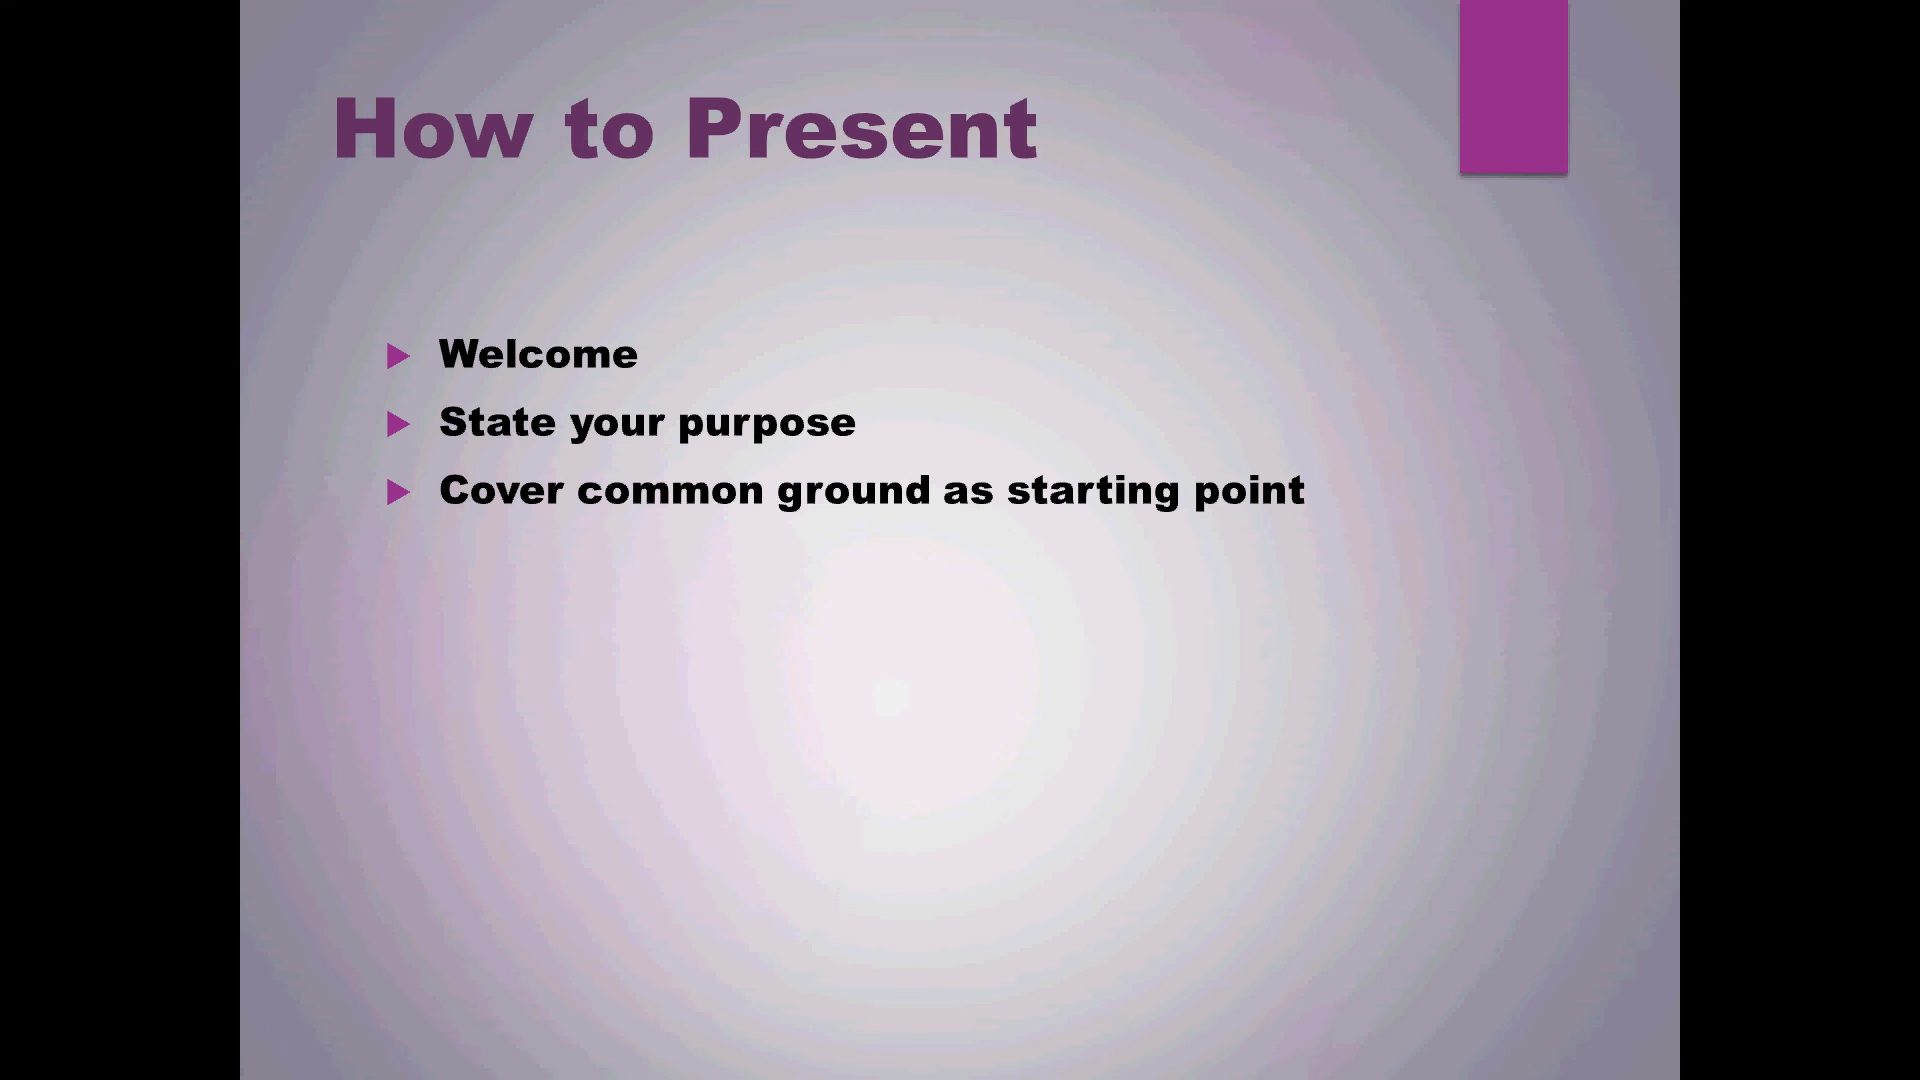 How to Present
Welcome
State your purpose
Cover common ground as starting point